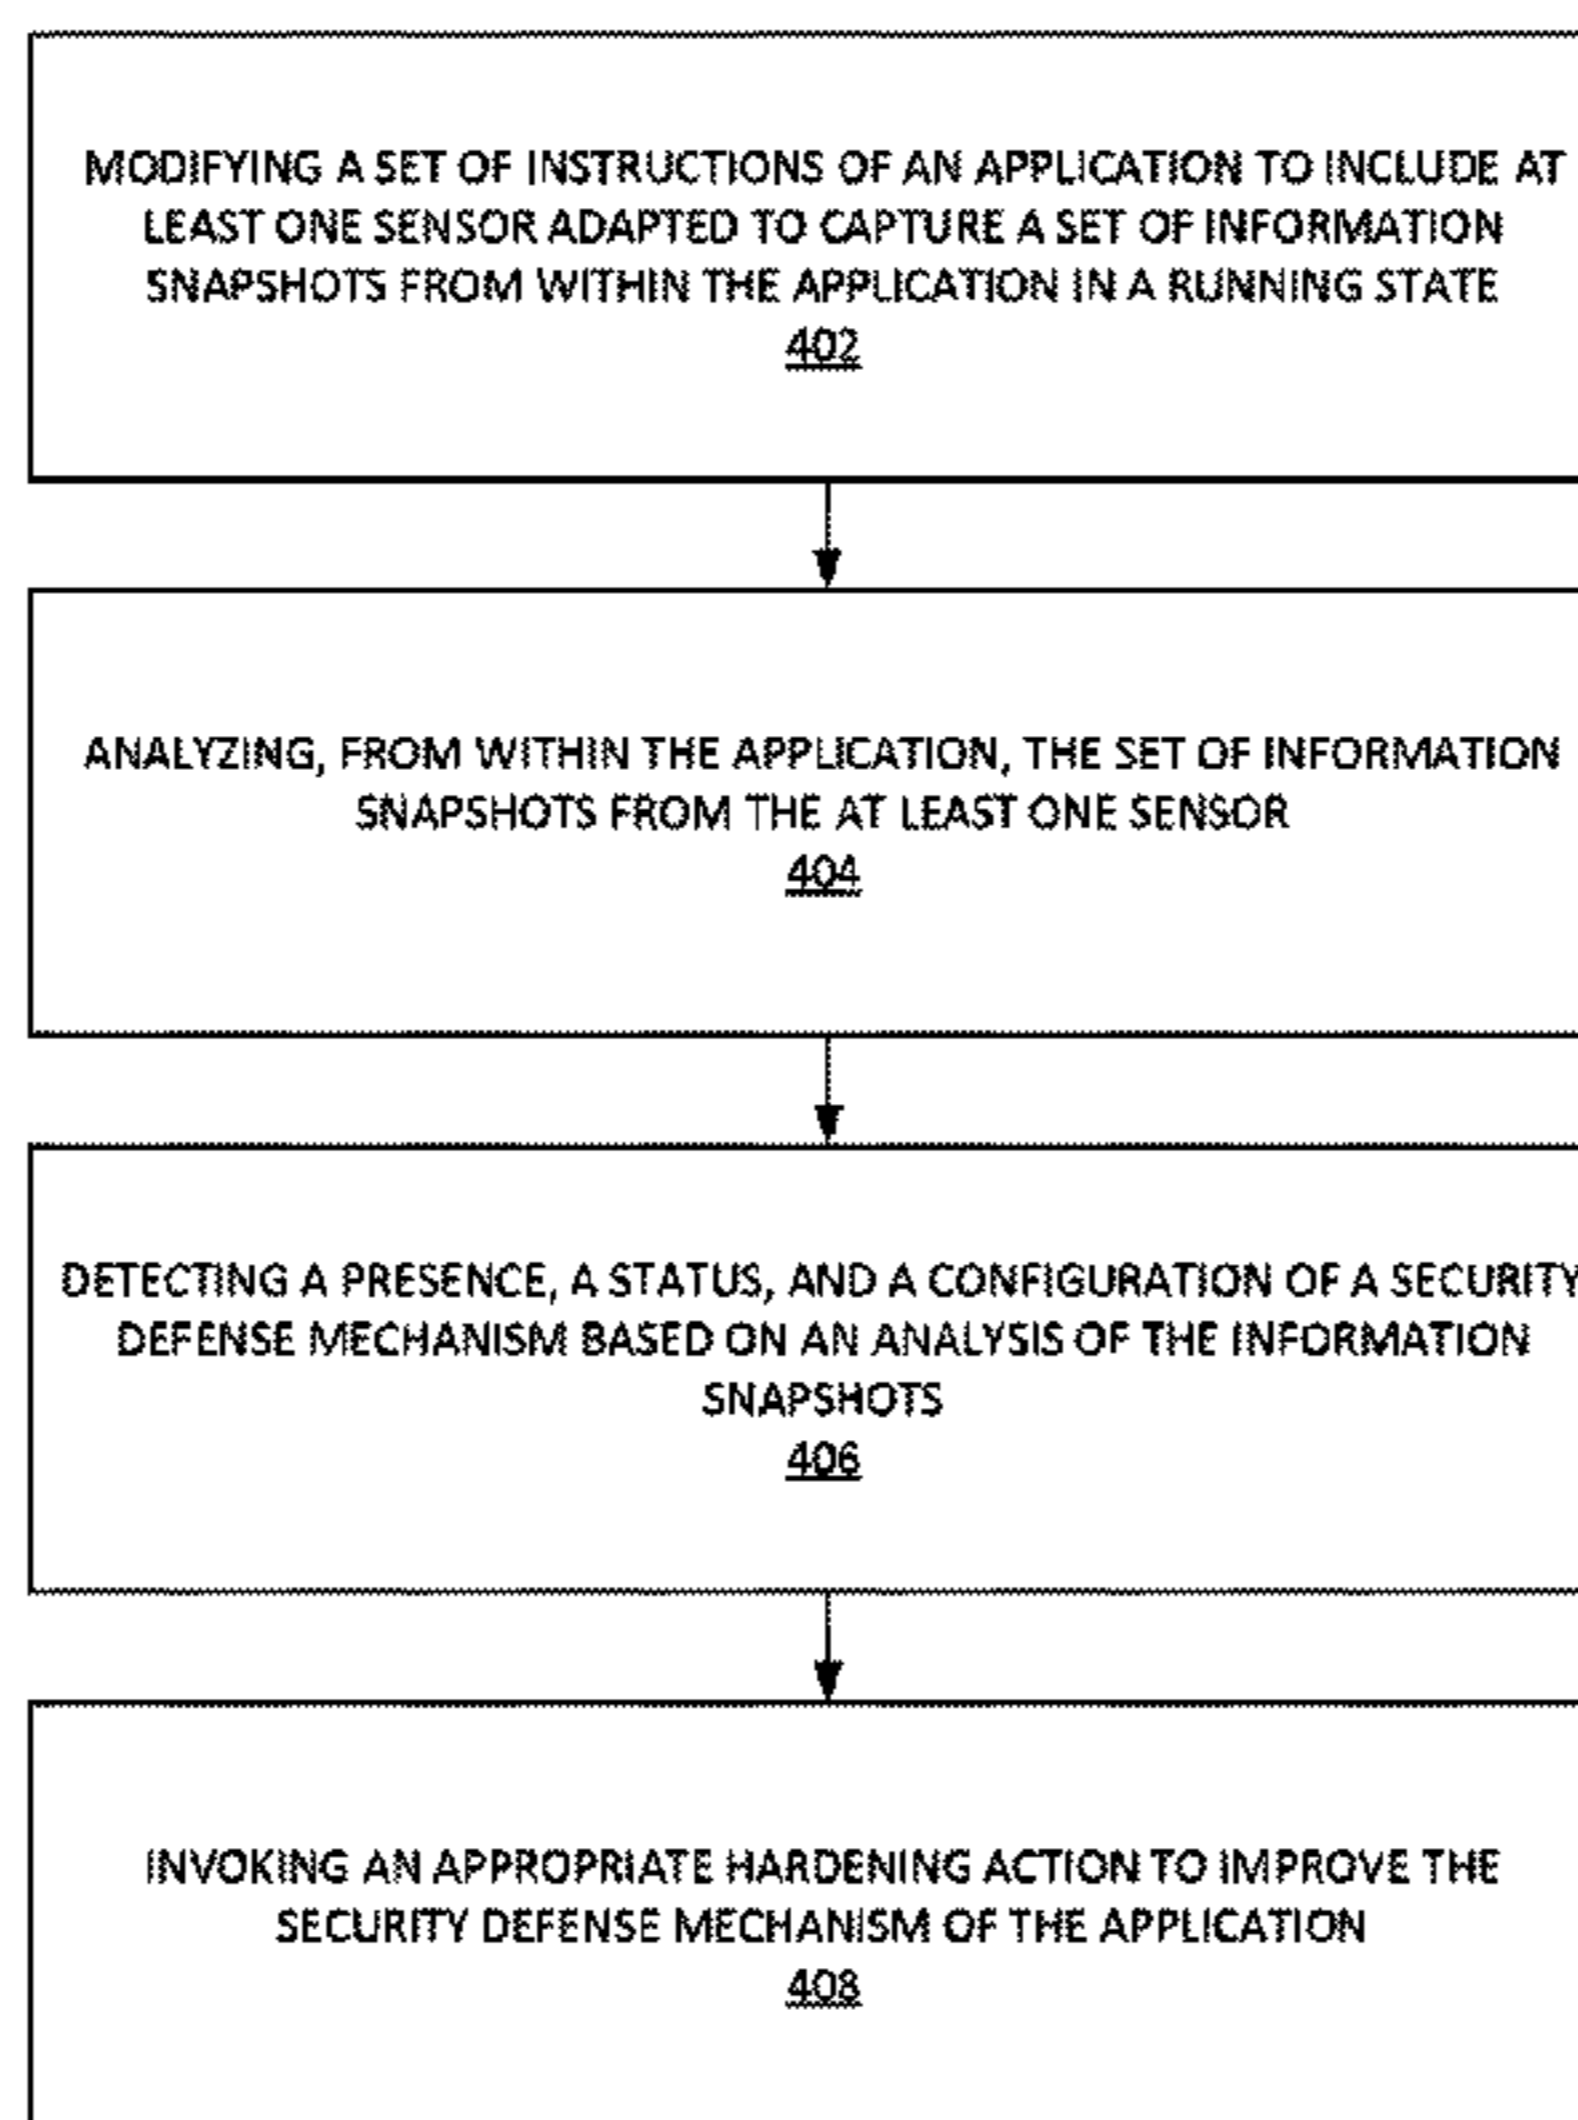 MODIFYING A SET OF INSTRUCTIONS OF AN APPLICATION TO INCLUDE AT
LEAST ONE SENSOR ADAPTED TO CAPTURE A SET OF INFORMATION
SNAPSHOTS FROM WITHIN THE APPLICATION IN A RUNNING STATE
402
ANALYZING, FROM WITHIN THE APPLICATION, THE SET OF INFORMATION
SNAPSHOTS FROM THE AT LEAST ONE SENSOR
404
DETECTING A PRESENCE, A STATUS, AND A CONFIGURATION OF A SECURITY
DEFENSE MECHANISM BASED ON AN ANALYSIS OF THE INFORMATION
SNAPSHOTS
406
INVOKING AN APPROPRIATE HARDENING ACTION TO IMPROVE THE
SECURITY DEFENSE MECHANISM OF THE APPLICATION
408